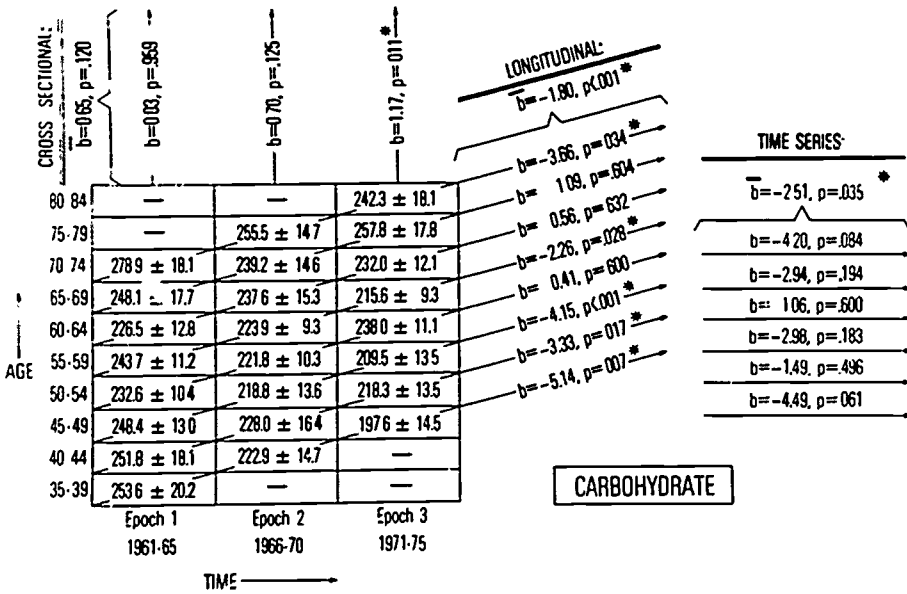 CROSS SECTIONAL:
b=0.65, p=.120
b=0.03, p=.959
b=0.70, p=.125
b=1.17, p=.011*
LONGITUDINAL:
b=-1.80, p<.001*
b=-3.66, p=.034*
b= 1.09, p=.604
b= 0.56, p=.632
b=-2.26, p=.028*
b= 0.41, p=.600
b=-4.15, p<.001*
b=-3.33, p=.017*
b=-5.14, p=.007*
TIME SERIES:
b=-2.51, p=.035 *
b=-4.20, p=.084
b=-2.94, p=.194
b= 1.06, p=.600
b=-2.98, p=.183
b=-1.49, p=.496
b=-4.49, p=.061
AGE
80 84 — — 242.3 ± 18.1
75-79 — 255.5 ± 14.7 257.8 ± 17.8
70 74 278.9 ± 18.1 239.2 ± 14.6 232.0 ± 12.1
65-69 248.1 ± 17.7 237.6 ± 15.3 215.6 ± 9.3
60-64 226.5 ± 12.8 223.9 ± 9.3 238.0 ± 11.1
55-59 243.7 ± 11.2 221.8 ± 10.3 209.5 ± 13.5
50-54 232.6 ± 10.4 218.8 ± 13.6 218.3 ± 13.5
45-49 248.4 ± 13.0 228.0 ± 16.4 197.6 ± 14.5
40 44 251.8 ± 18.1 222.9 ± 14.7 —
35-39 253.6 ± 20.2 — —
Epoch 1 Epoch 2 Epoch 3
1961-65 1966-70 1971-75
TIME
CARBOHYDRATE